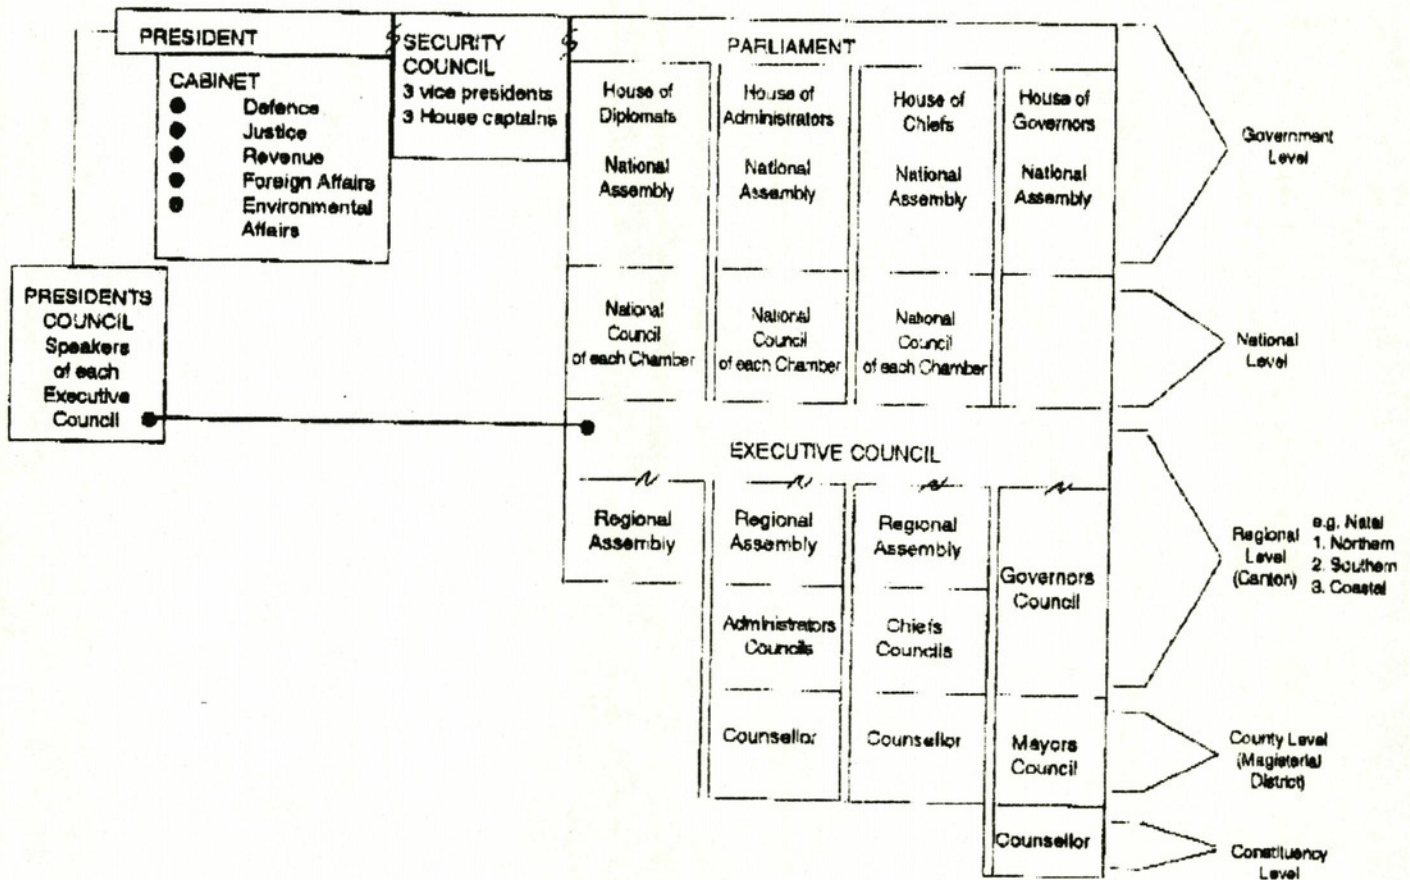 PRESIDENT
CABINET
Defence
Justice
Revenue
Foreign Affairs
Environmental
Affairs
SECURITY
COUNCIL
3 vice presidents
3 House captains
PARLIAMENT
House of
Diplomats
National
Assembly
House of
Administrators
National
Assembly
House of
Chiefs
National
Assembly
House of
Governors
National
Assembly
Government
Level
PRESIDENTS
COUNCIL
Speakers
of each
Executive
Council
National
Council
of each Chamber
National
Council
of each Chamber
National
Council
of each Chamber
National
Level
EXECUTIVE COUNCIL
Regional
Assembly
Regional
Assembly
Administrators
Councils
Counsellor
Regional
Assembly
Chiefs
Councils
Counsellor
Governors
Council
Mayors
Council
Counsellor
Regional
Level
(Canton)
e.g. Natal
1. Northern
2. Southern
3. Coastal
County Level
(Magisterial
District)
Constituency
Level